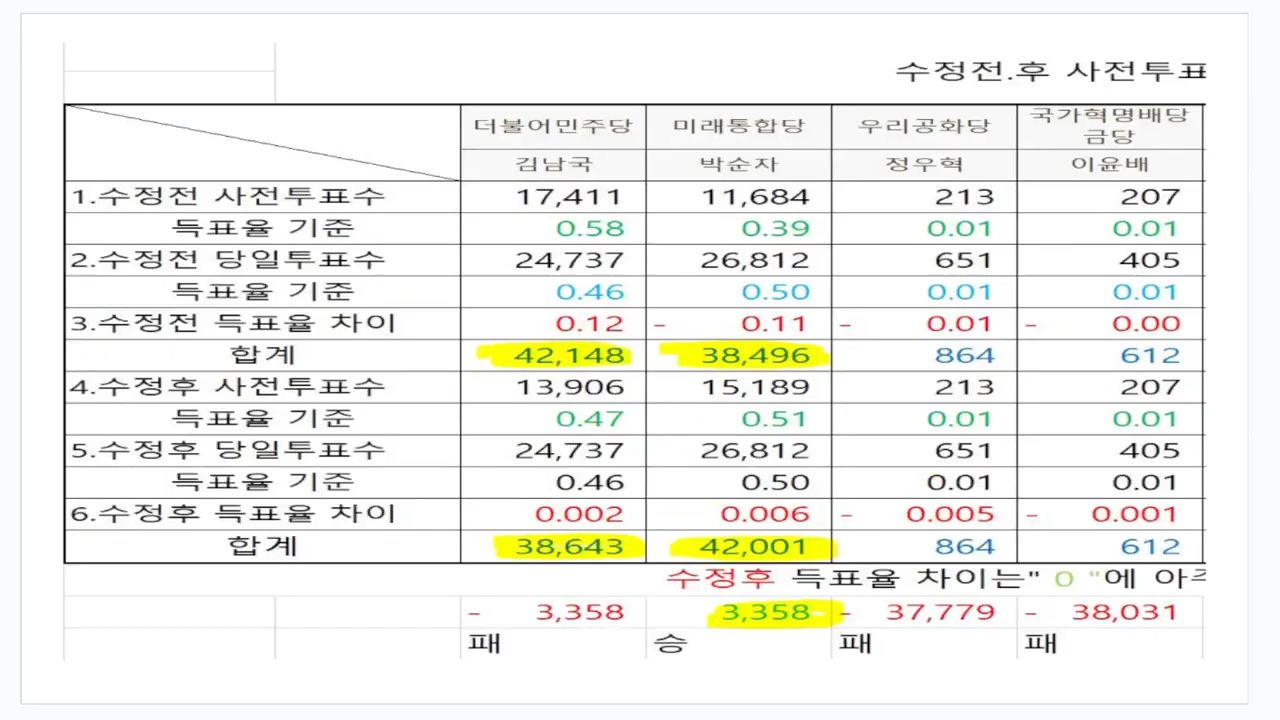 수정전.후 사전투표
더불어민주당 미래통합당 우리공화당 국가혁명배당
금당
김남국 박순자 정우혁 이윤배
1.수정전 사전투표수 17,411 11,684 213 207
득표율 기준 0.58 0.39 0.01 0.01
2.수정전 당일투표수 24,737 26,812 651 405
득표율 기준 0.46 0.50 0.01 0.01
3.수정전 득표율 차이 0.12 - 0.11 - 0.01 - 0.00
합계 42,148 38,496 864 612
4.수정후 사전투표수 13,906 15,189 213 207
득표율 기준 0.47 0.51 0.01 0.01
5.수정후 당일투표수 24,737 26,812 651 405
득표율 기준 0.46 0.50 0.01 0.01
6.수정후 득표율 차이 0.002 0.006 - 0.005 - 0.001
합계 38,643 42,001 864 612
수정후 득표율 차이는" 0 "에
- 3,358 3,358 - 37,779 - 38,031
패 승 패 패